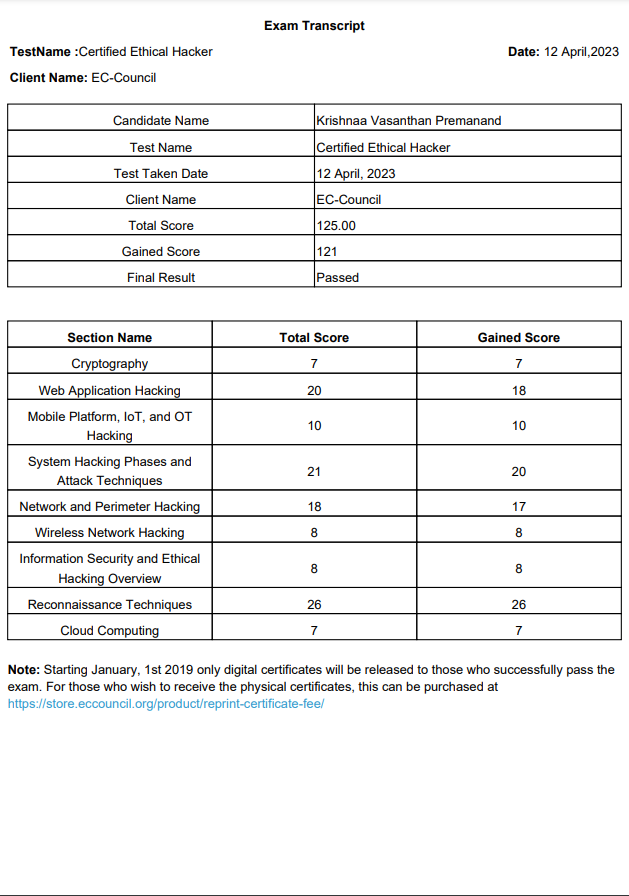 Exam Transcript
TestName :Certified Ethical Hacker Date: 12 April,2023
Client Name: EC-Council
Candidate Name Krishnaa Vasanthan Premanand
Test Name Certified Ethical Hacker
Test Taken Date 12 April, 2023
Client Name EC-Council
Total Score 125.00
Gained Score 121
Final Result Passed
Section Name Total Score Gained Score
Cryptography 7 7
Web Application Hacking 20 18
Mobile Platform, IoT, and OT
Hacking 10 10
System Hacking Phases and
Attack Techniques 21 20
Network and Perimeter Hacking 18 17
Wireless Network Hacking 8 8
Information Security and Ethical
Hacking Overview 8 8
Reconnaissance Techniques 26 26
Cloud Computing 7 7
Note: Starting January, 1st 2019 only digital certificates will be released to those who successfully pass the
exam. For those who wish to receive the physical certificates, this can be purchased at
https://store.eccouncil.org/product/reprint-certificate-fee/